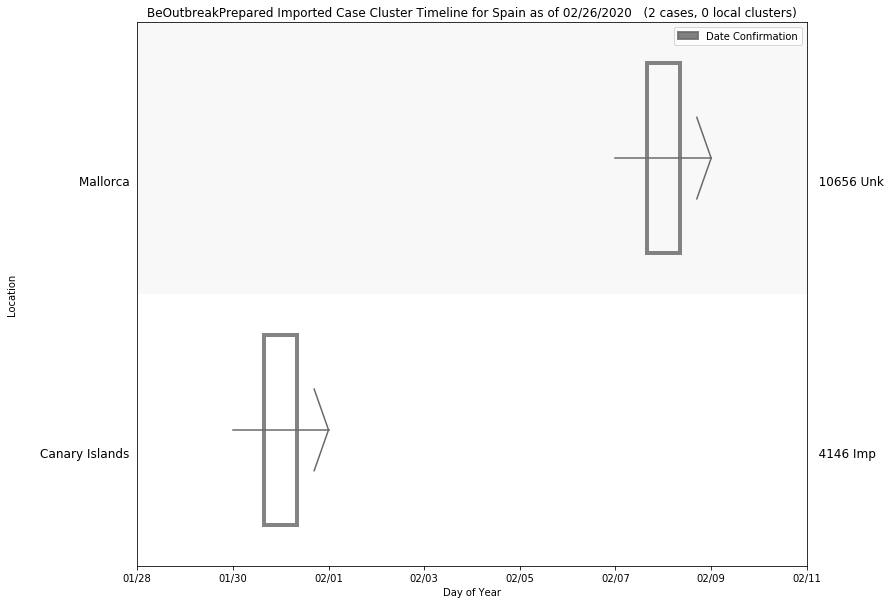 BeOutbreakPrepared Imported Case Cluster Timeline for Spain as of 02/26/2020   (2 cases, 0 local clusters)
Date Confirmation
Mallorca
10656 Unk
Location
Canary Islands
4146 Imp
01/28 01/30 02/01 02/03 02/05 02/07 02/09 02/11
Day of Year